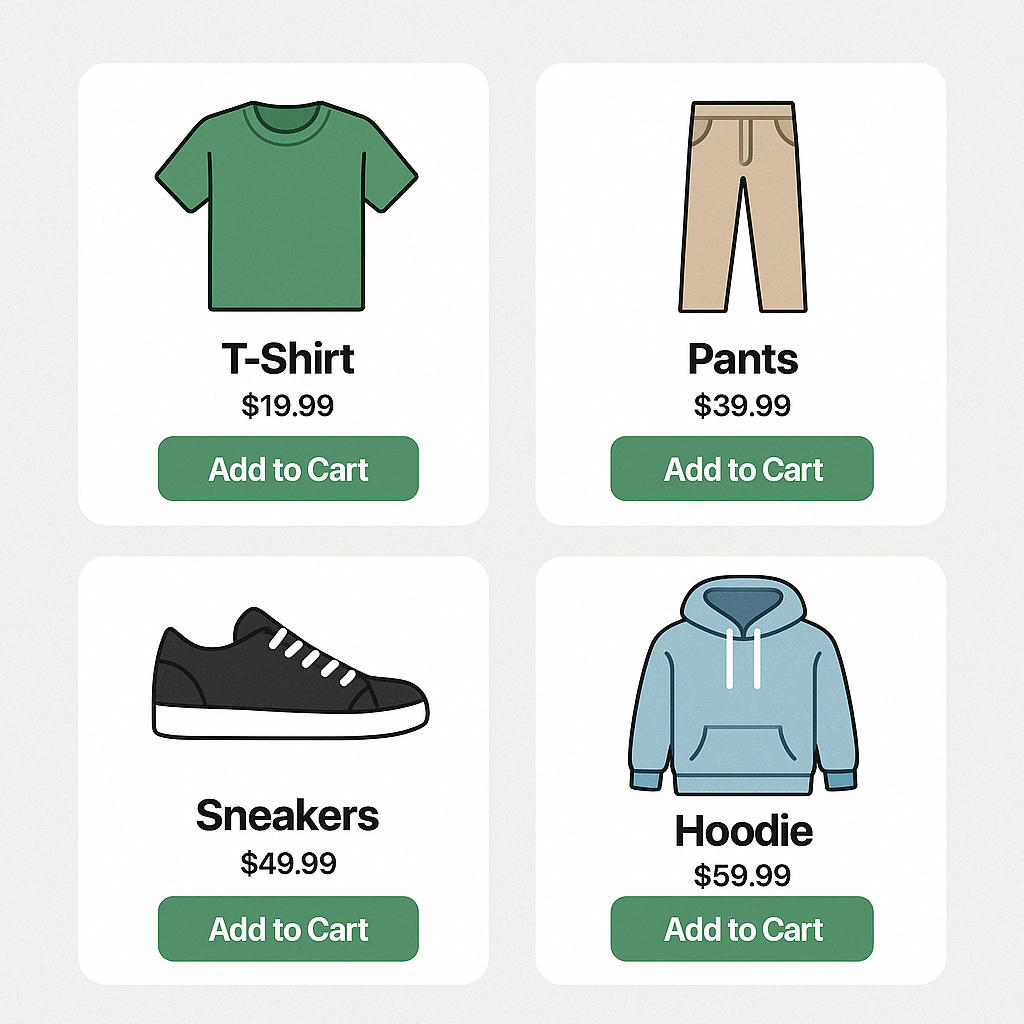 T-Shirt
$19.99
Add to Cart
Pants
$39.99
Add to Cart
Sneakers
$49.99
Add to Cart
Hoodie
$59.99
Add to Cart